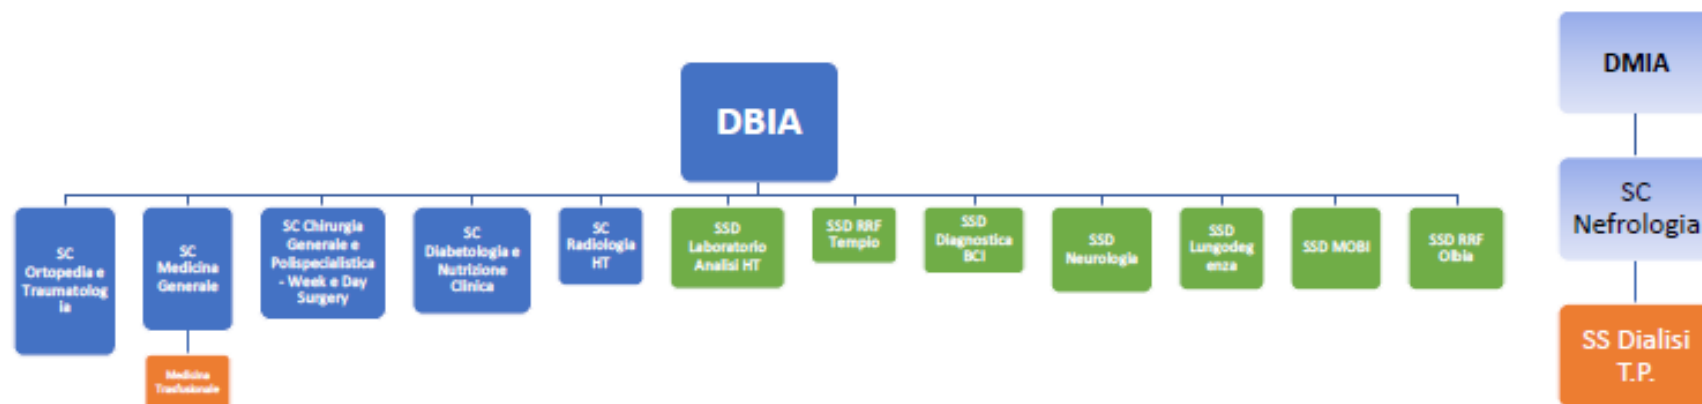 DBIA
SC
Ortopedia e
Traumatolog
ia
SC
Medicina
Generale
SC Chirurgia
Generale e
Polispecialistica
- Week e Day
Surgery
SC
Diabetologia e
Nutrizione
Clinica
SC
Radiologia
HT
SSD
Laboratorio
Analisi HT
SSD RRF
Tempio
SSD
Diagnostica
BCI
SSD
Neurologia
SSD
Lungodeg
enza
SSD MOBI
SSD RRF
Olbia
Medicina
Trasfusionale
DMIA
SC
Nefrologia
SS Dialisi
T.P.